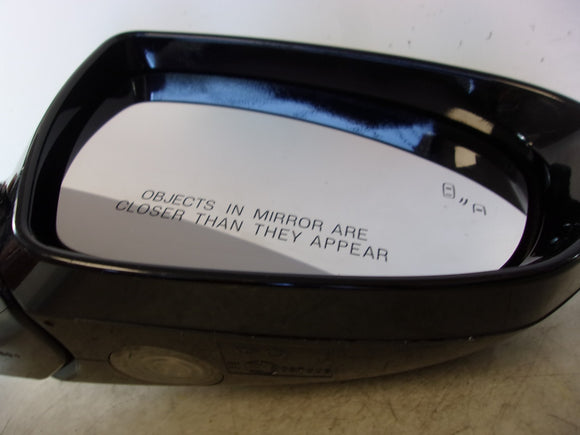 OBJECTS IN MIRROR ARE
CLOSER THAN THEY APPEAR